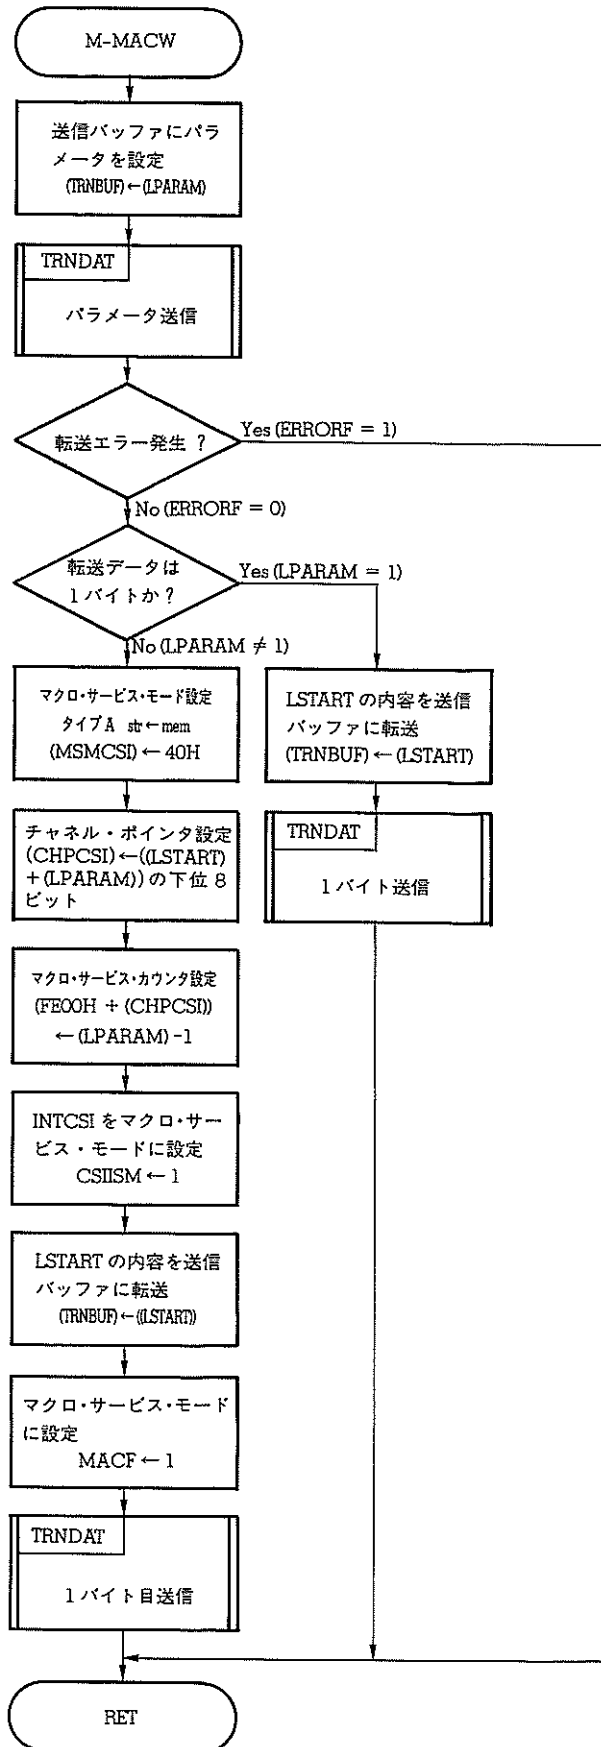 M-MACW
送信バッファにパラ
メータを設定
(TRNBUF)←(LPARAM)
TRNDAT
パラメータ送信
転送エラー発生 ?
Yes (ERRORF = 1)
No (ERRORF = 0)
転送データは
1 バイトか ?
Yes (LPARAM = 1)
No (LPARAM ≠ 1)
マクロ・サービス・モード設定
タイプA str←mem
(MSMCSI) ← 40H
チャネル・ポインタ設定
(CHPCSI)←((LSTART)
+(LPARAM)) の下位 8
ビット
マクロ・サービス・カウンタ設定
(FE00H + (CHPCSI))
← (LPARAM) -1
INTCSI をマクロ・サー
ビス・モードに設定
CSIISM ← 1
LSTART の内容を送信
バッファに転送
(TRNBUF)←((LSTART))
マクロ・サービス・モード
に設定
MACF ← 1
TRNDAT
1 バイト目送信
LSTART の内容を送信
バッファに転送
(TRNBUF) ← (LSTART)
TRNDAT
1 バイト送信
RET